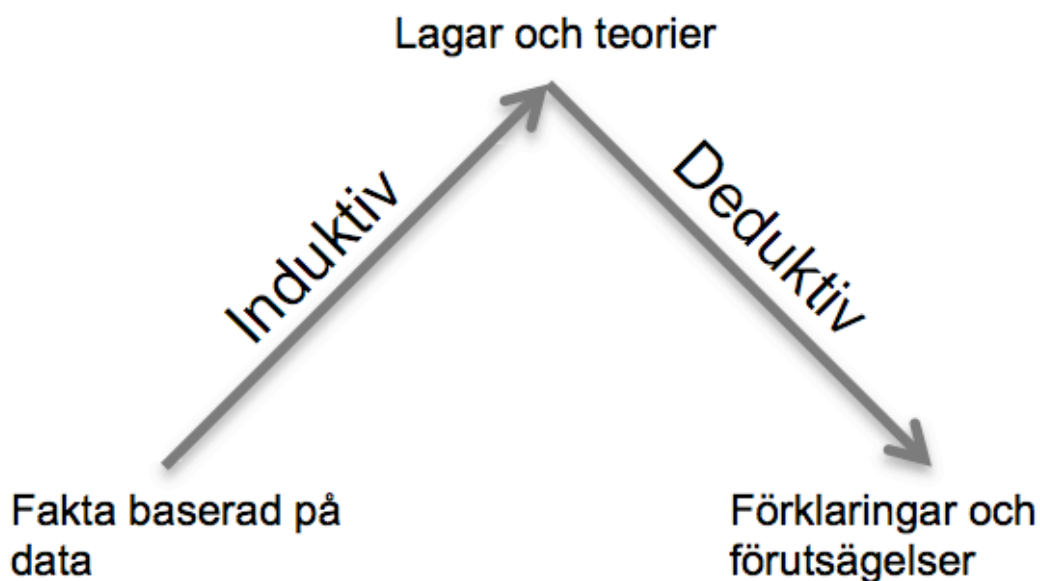 Lagar och teorier
Induktiv
Deduktiv
Fakta baserad på
data
Förklaringar och
förutsägelser